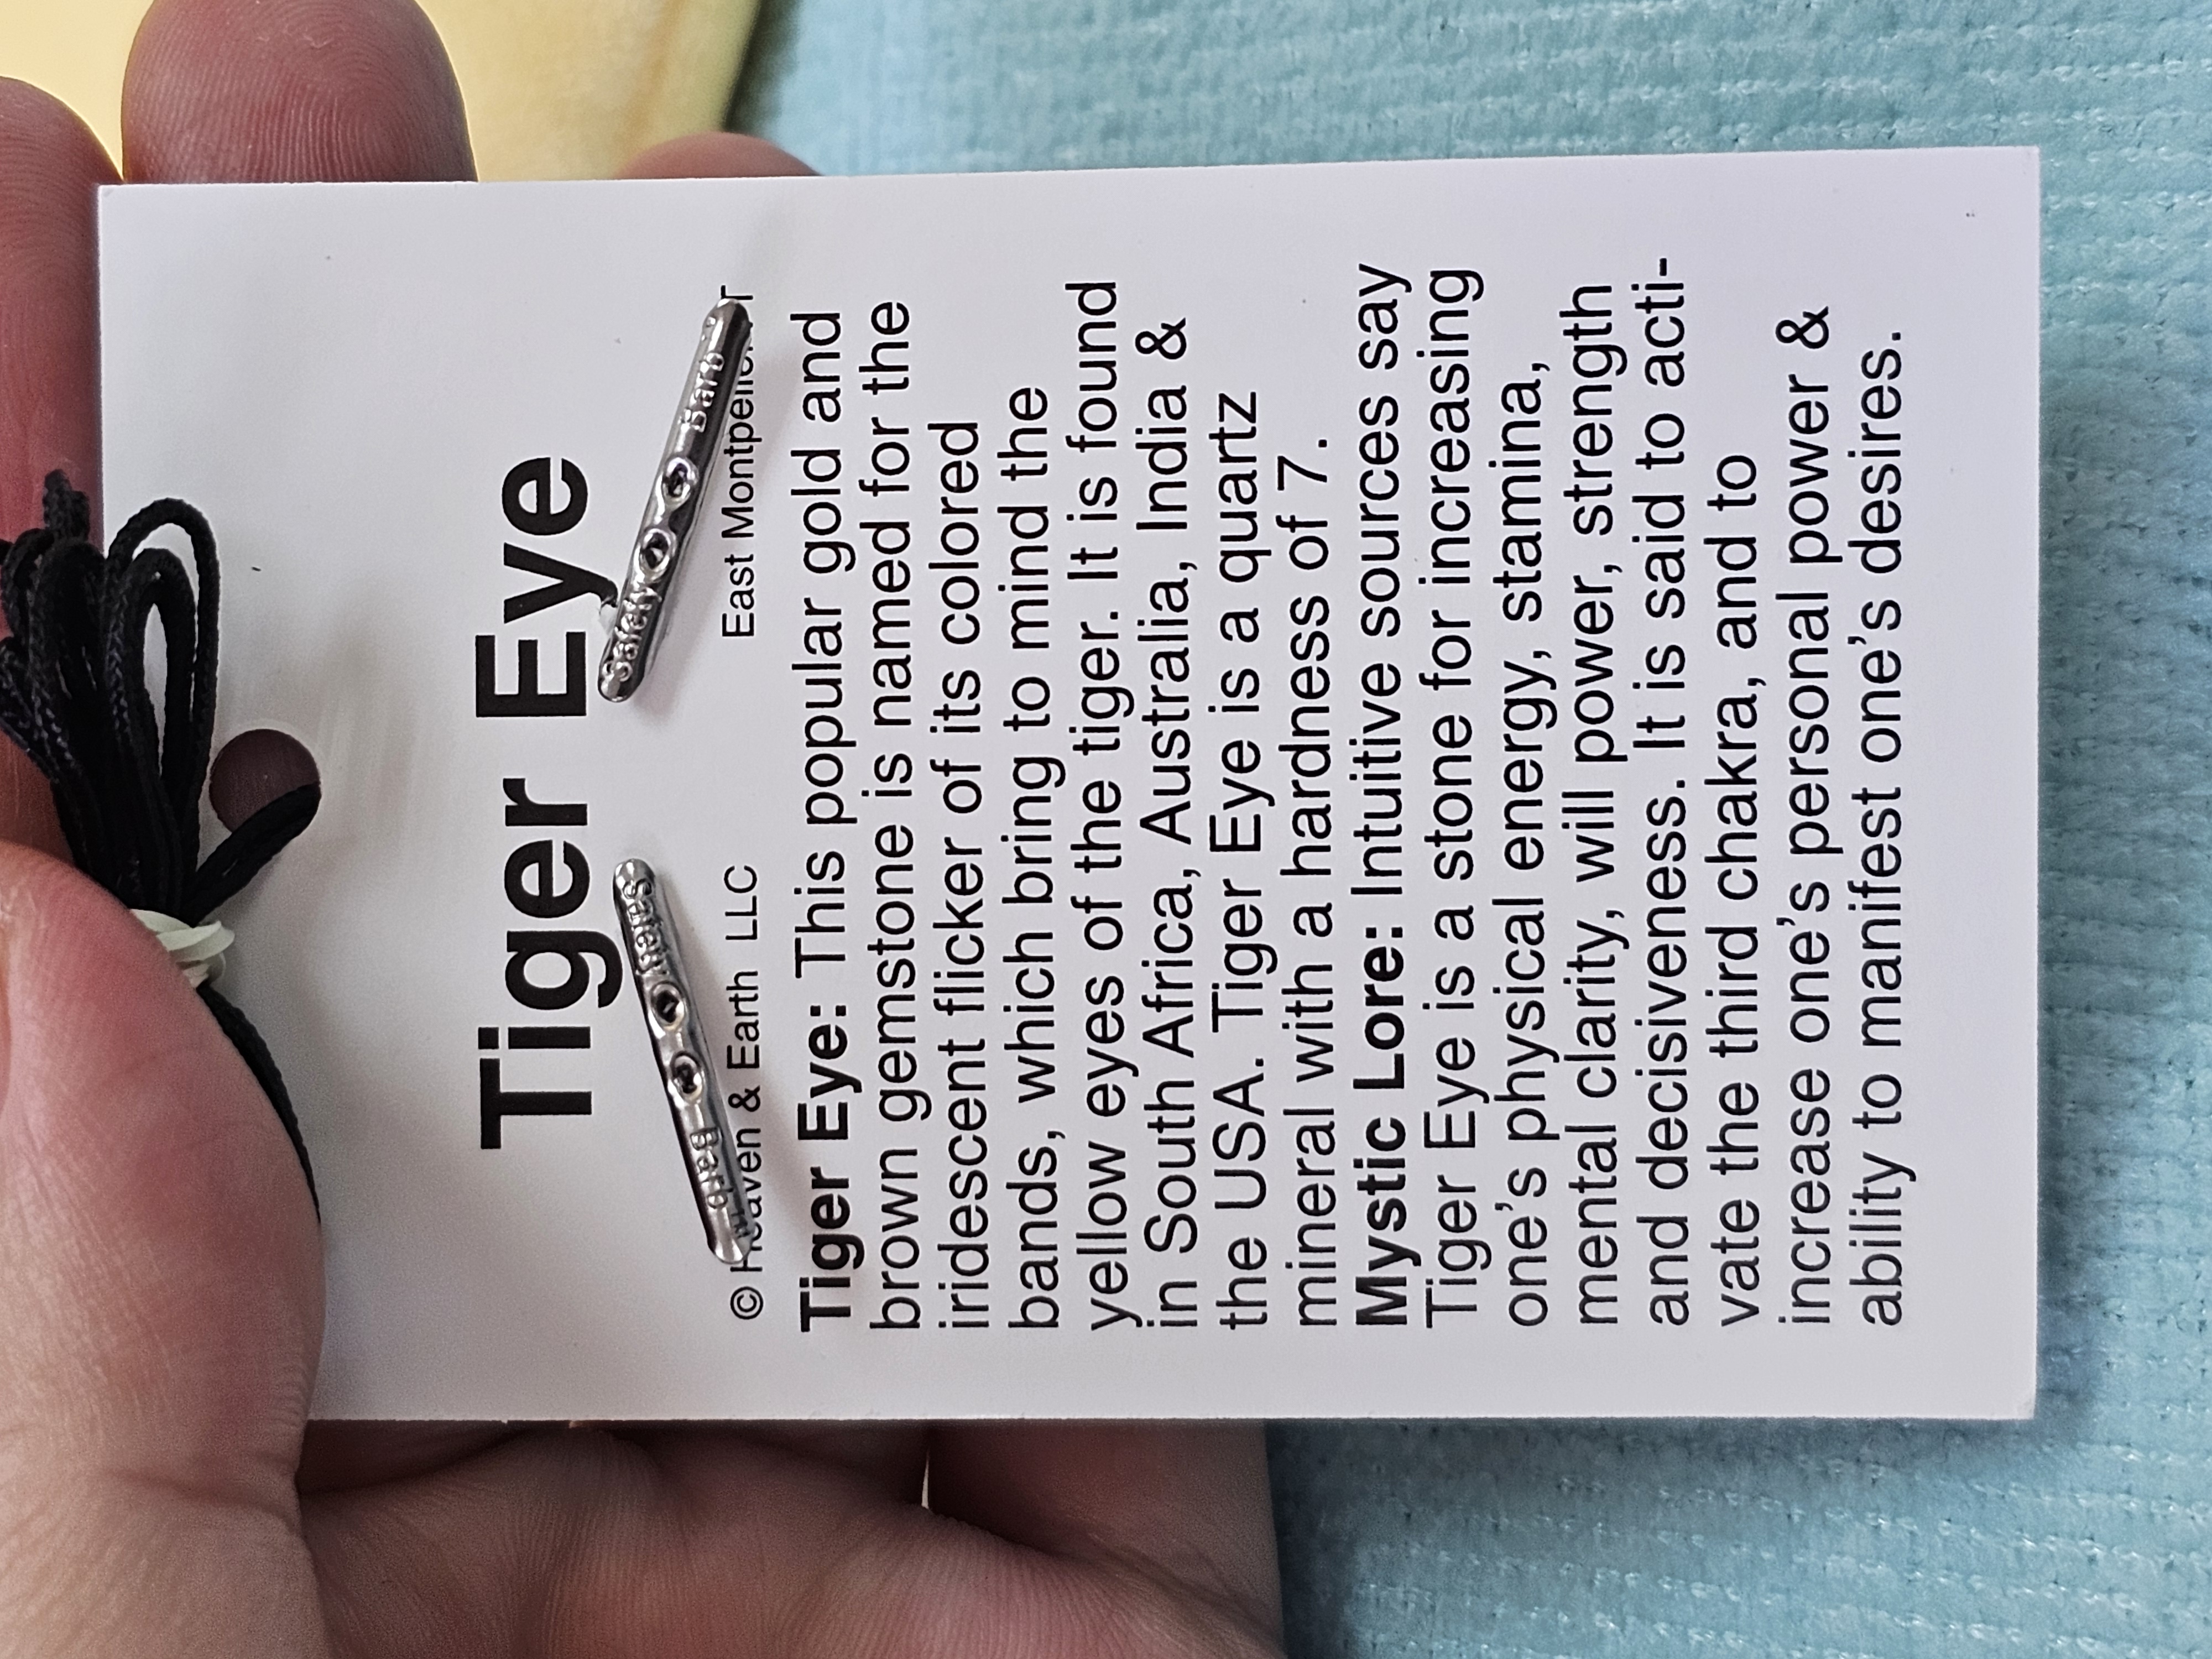 Tiger Eye
© Heaven & Earth LLC East Montpelier
Tiger Eye: This popular gold and
brown gemstone is named for the
iridescent flicker of its colored
bands, which bring to mind the
yellow eyes of the tiger. It is found
in South Africa, Australia, India &
the USA. Tiger Eye is a quartz
mineral with a hardness of 7.
Mystic Lore: Intuitive sources say
Tiger Eye is a stone for increasing
one's physical energy, stamina,
mental clarity, will power, strength
and decisiveness. It is said to acti-
vate the third chakra, and to
increase one's personal power &
ability to manifest one's desires.
Barb
Safety
Barb